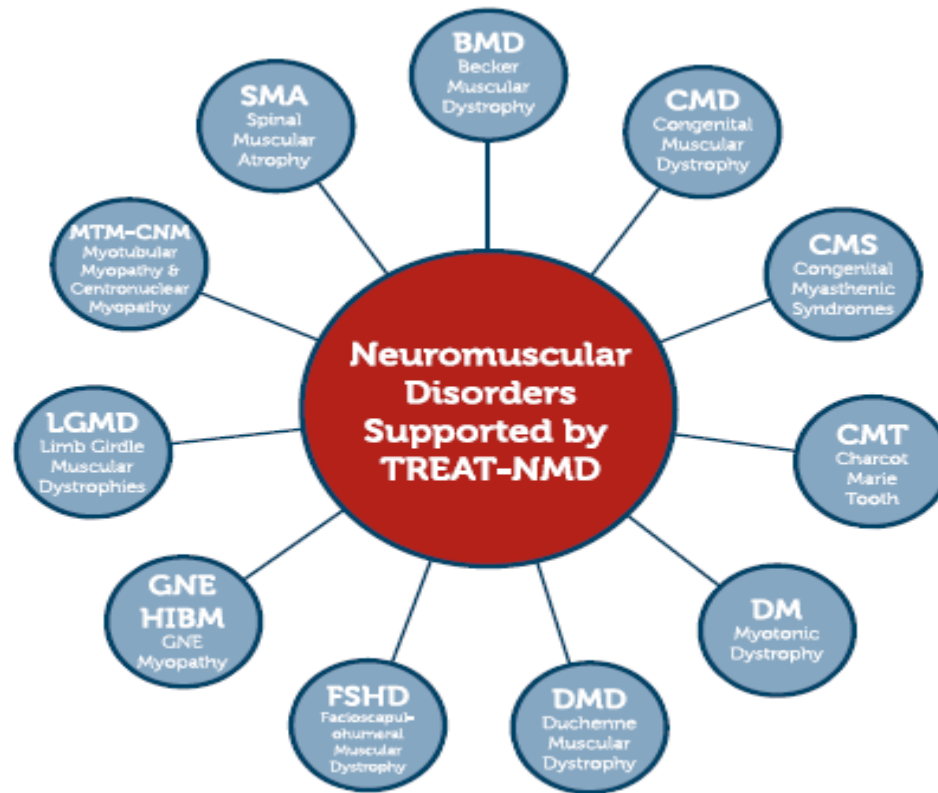 Neuromuscular
Disorders
Supported by
TREAT-NMD
BMD
Becker
Muscular
Dystrophy
CMD
Congenital
Muscular
Dystrophy
CMS
Congenital
Myasthenic
Syndromes
CMT
Charcot
Marie
Tooth
DM
Myotonic
Dystrophy
DMD
Duchenne
Muscular
Dystrophy
FSHD
Facioscapul-
ohumeral
Muscular
Dystrophy
GNE
HIBM
GNE
Myopathy
LGMD
Limb Girdle
Muscular
Dystrophies
MTM-CNM
Myotubular
Myopathy &
Centronuclear
Myopathy
SMA
Spinal
Muscular
Atrophy